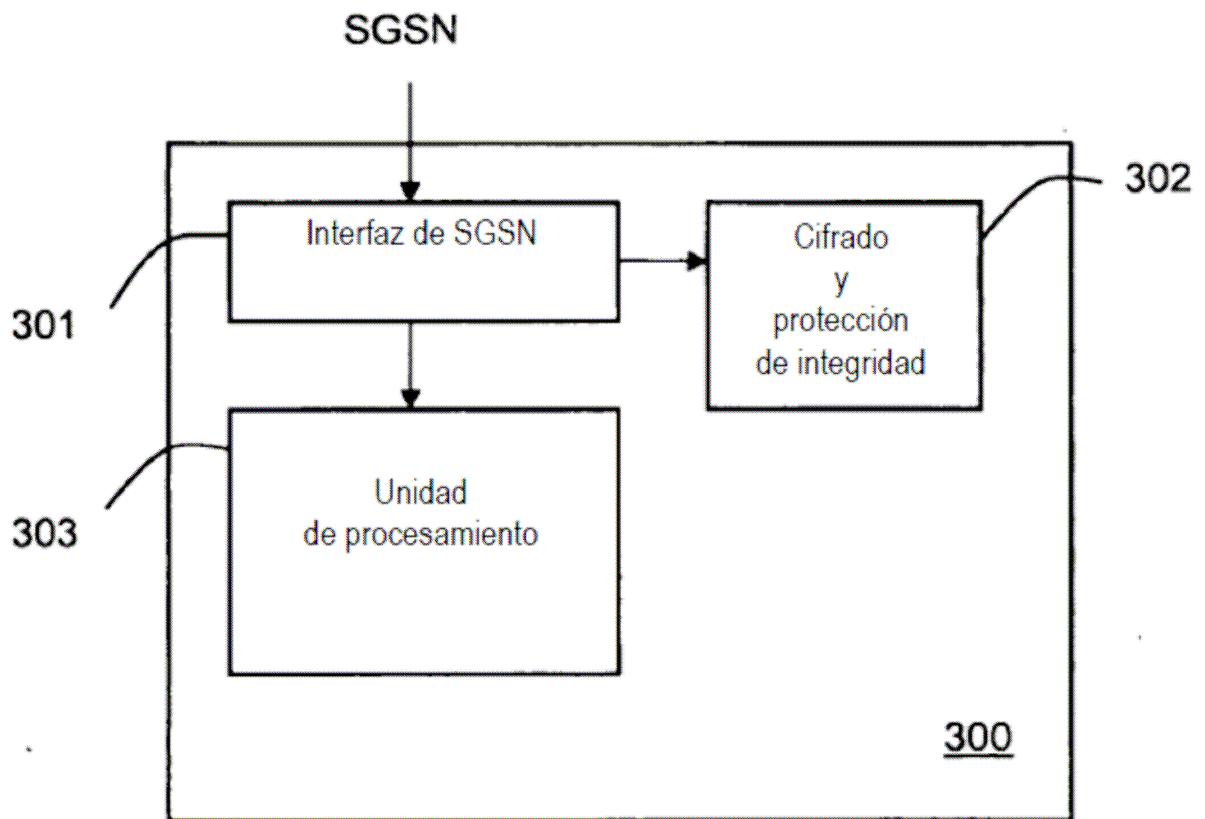 SGSN
302
Interfaz de SGSN
Cifrado
y
protección
de integridad
301
Unidad
de procesamiento
303
300